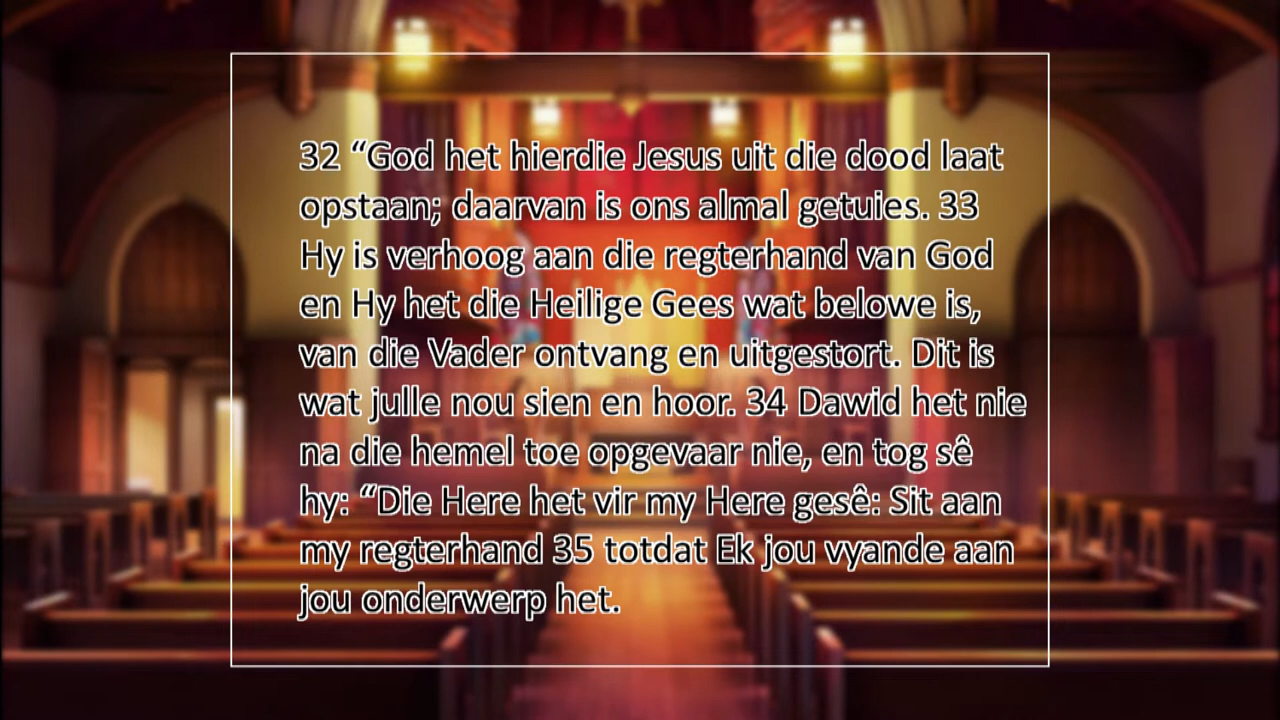 32 “God het hierdie Jesus uit die dood laat
opstaan; daarvan is ons almal getuies. 33
Hy is verhoog aan die regterhand van God
en Hy het die Heilige Gees wat belowe is,
van die Vader ontvang en uitgestort. Dit is
wat julle nou sien en hoor. 34 Dawid het nie
na die hemel toe opgevaar nie, en tog sê
hy: “Die Here het vir my Here gesê: Sit aan
my regterhand 35 totdat Ek jou vyande aan
jou onderwerp het.